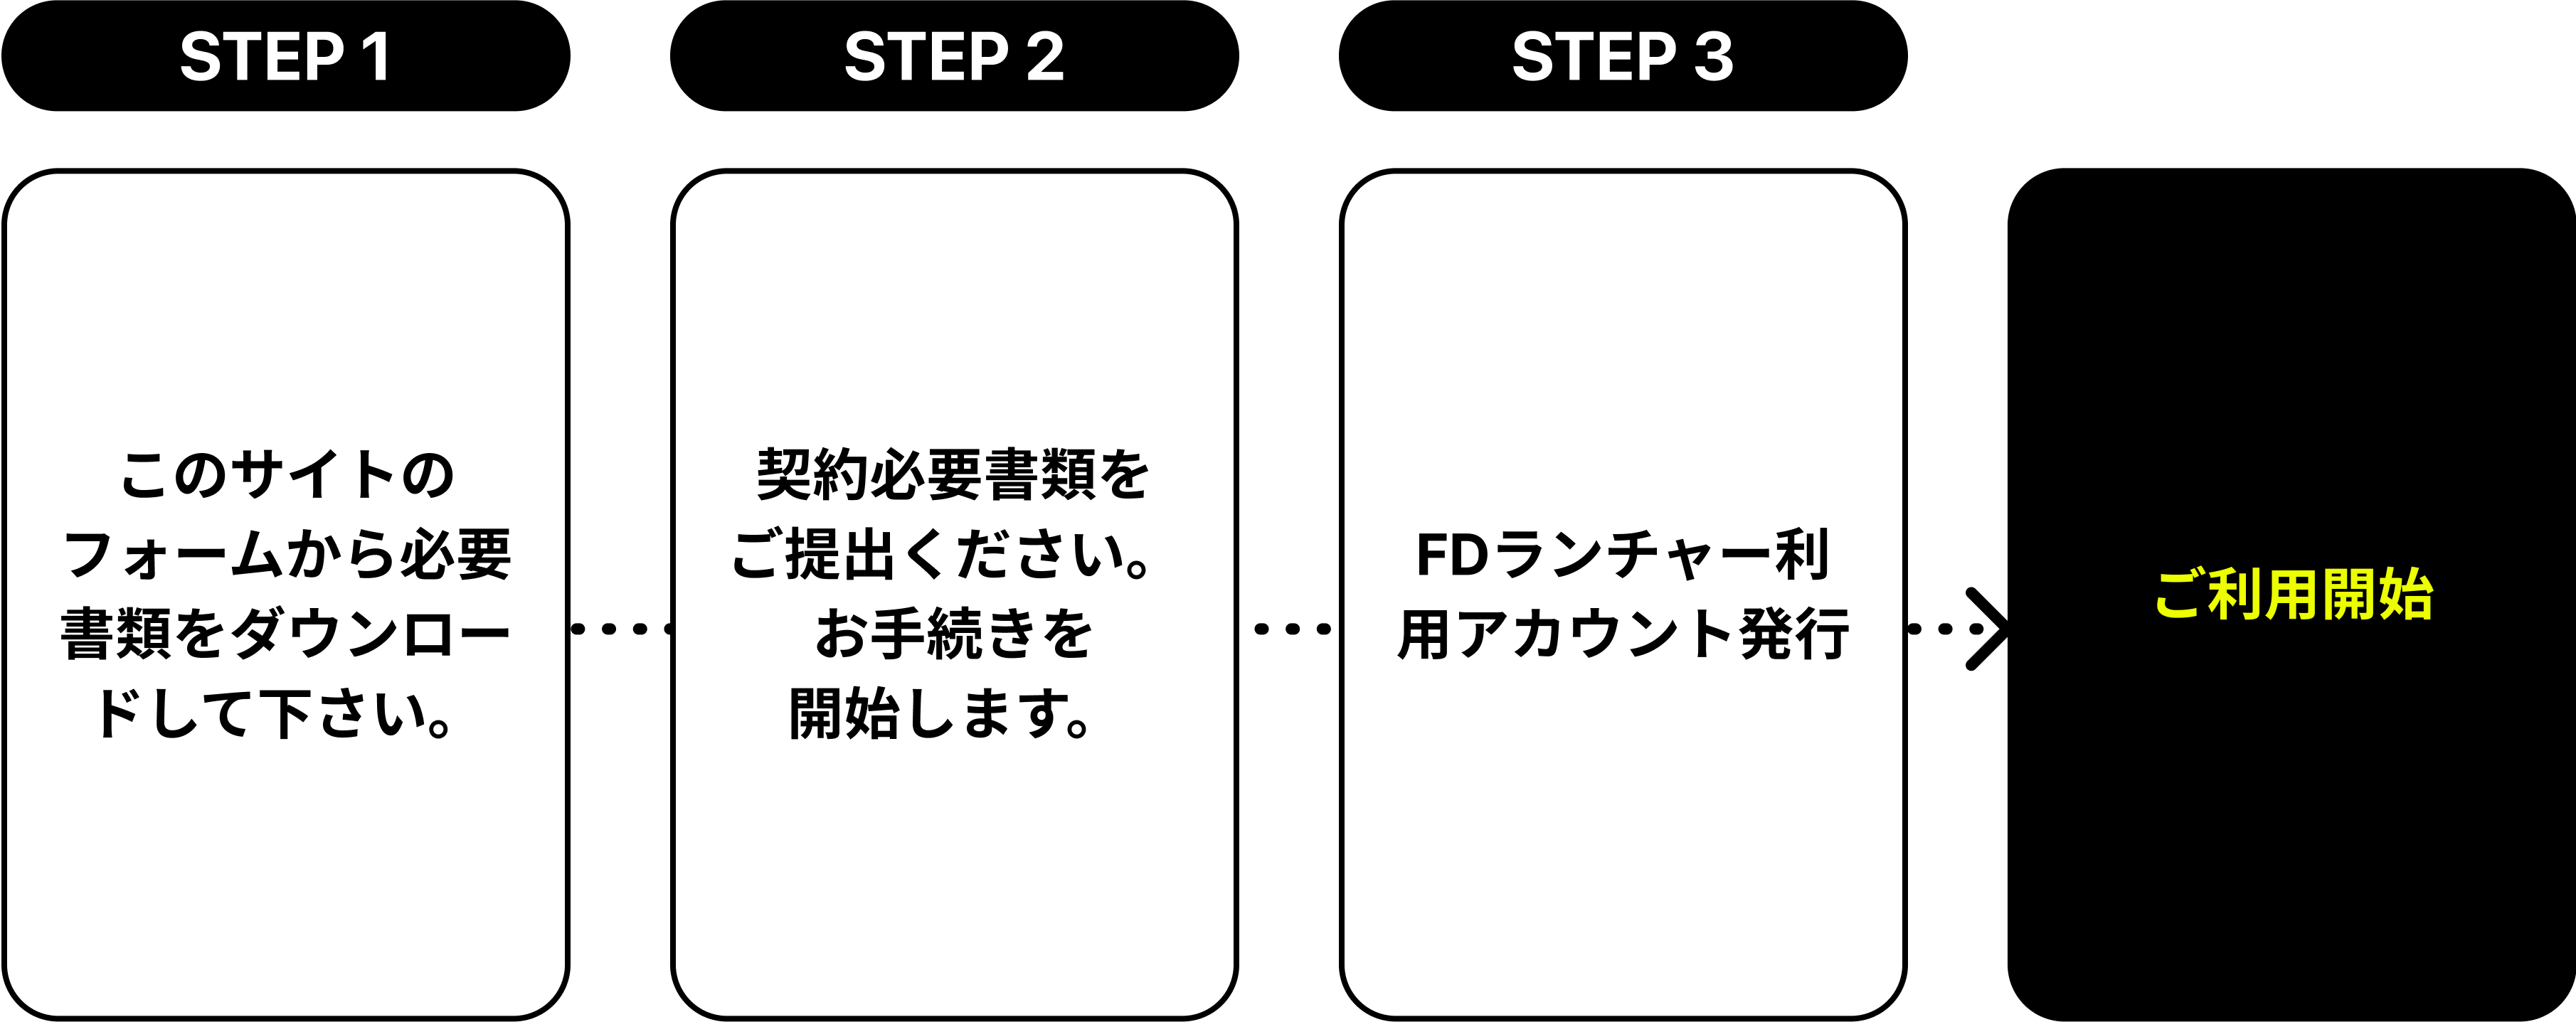 STEP 1
このサイトの
フォームから必要
書類をダウンロー
ドして下さい。
STEP 2
契約必要書類を
ご提出ください。
お手続きを
開始します。
STEP 3
FDランチャー利
用アカウント発行
ご利用開始